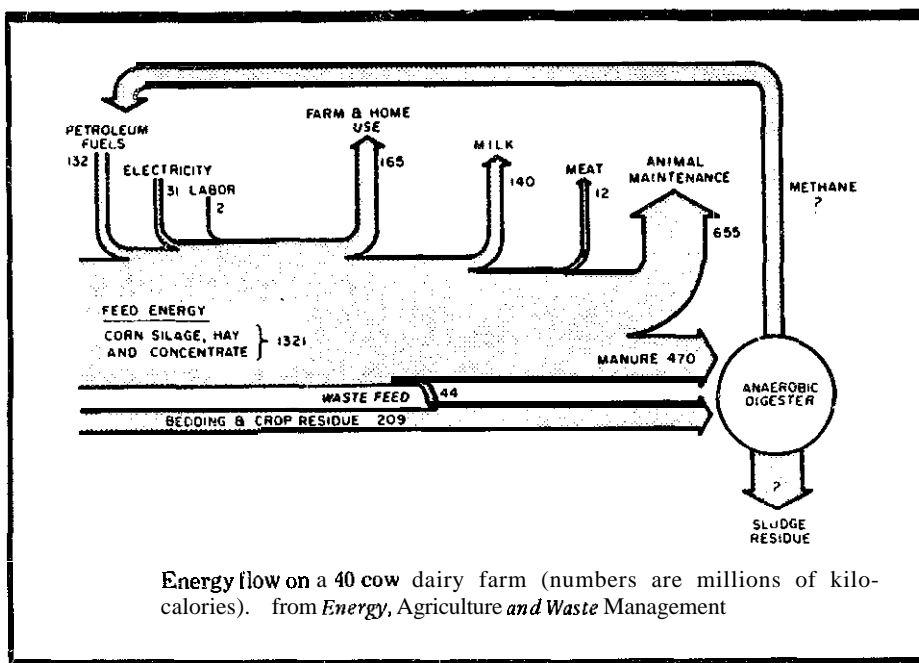 PETROLEUM
FUELS
132
ELECTRICITY
31
LABOR
2
FARM & HOME
USE
165
MILK
140
MEAT
12
ANIMAL
MAINTENANCE
655
METHANE
?
FEED ENERGY
CORN SILAGE, HAY
AND CONCENTRATE } 1321
MANURE 470
WASTE FEED 44
BEDDING & CROP RESIDUE 209
ANAEROBIC
DIGESTER
?
SLUDGE
RESIDUE
Energy flow on a 40 cow dairy farm (numbers are millions of kilo-
calories). from Energy, Agriculture and Waste Management